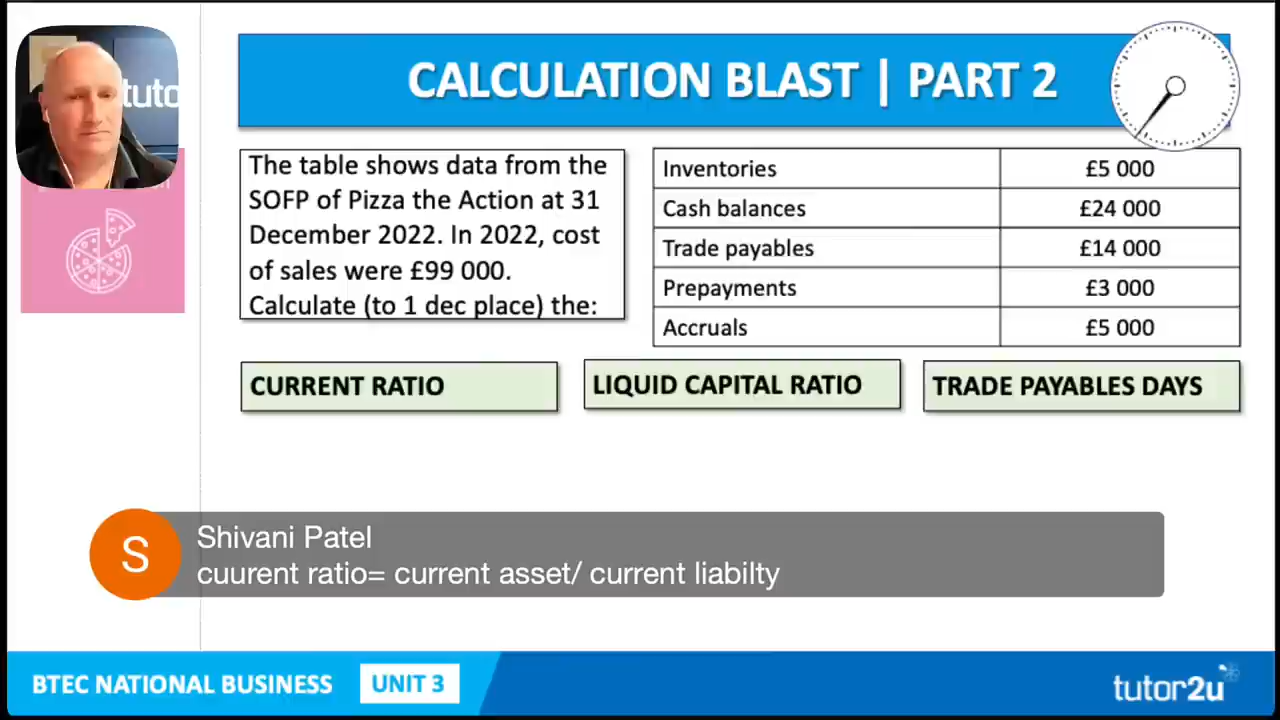 tuto
CALCULATION BLAST | PART 2
The table shows data from the
SOFP of Pizza the Action at 31
December 2022. In 2022, cost
of sales were £99 000.
Calculate (to 1 dec place) the:
Inventories £5 000
Cash balances £24 000
Trade payables £14 000
Prepayments £3 000
Accruals £5 000
CURRENT RATIO
LIQUID CAPITAL RATIO
TRADE PAYABLES DAYS
S
Shivani Patel
cuurent ratio= current asset/ current liabilty
BTEC NATIONAL BUSINESS
UNIT 3
tutor2u